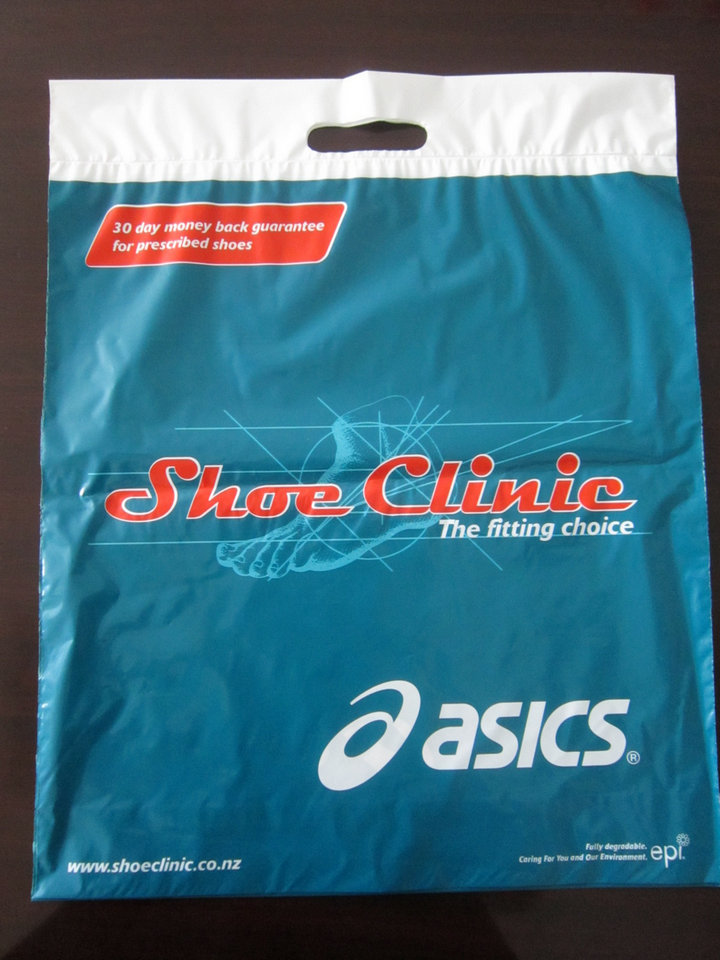 30 day money back guarantee
for prescribed shoes
Shoe Clinic
The fitting choice
asics®
www.shoeclinic.co.nz
Fully degradable.
Caring For You and Our Environment.
epi